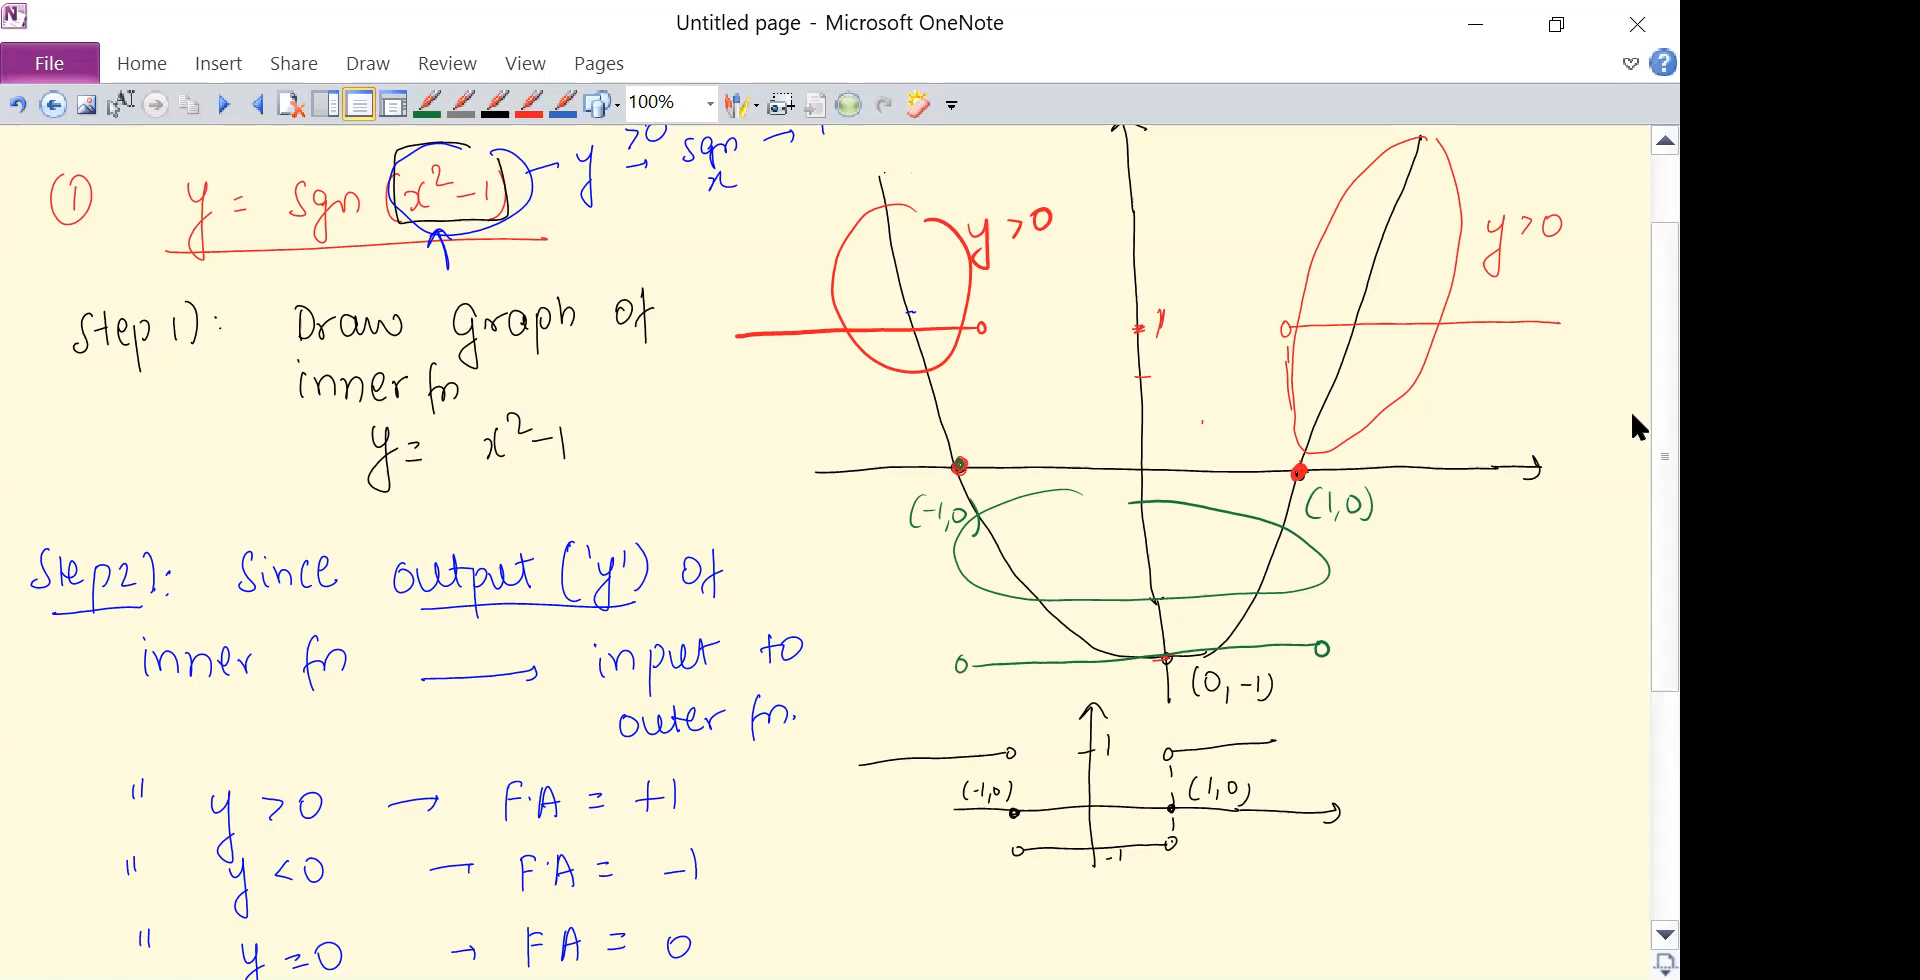 Untitled page - Microsoft OneNote
File Home Insert Share Draw Review View Pages
100%
① y = sgn (x²-1) → y >0 → sgn x → 1
Step 1): Draw Graph of
inner fn
y = x²-1
Step 2): Since output ('y') of
inner fn → input to
outer fn.
" y >0 → F.A = +1
" y <0 → F.A = -1
" y =0 → F A = 0
y >0
y >0
1
(-1,0)
(1,0)
(0,-1)
1
(-1,0)
(1,0)
-1